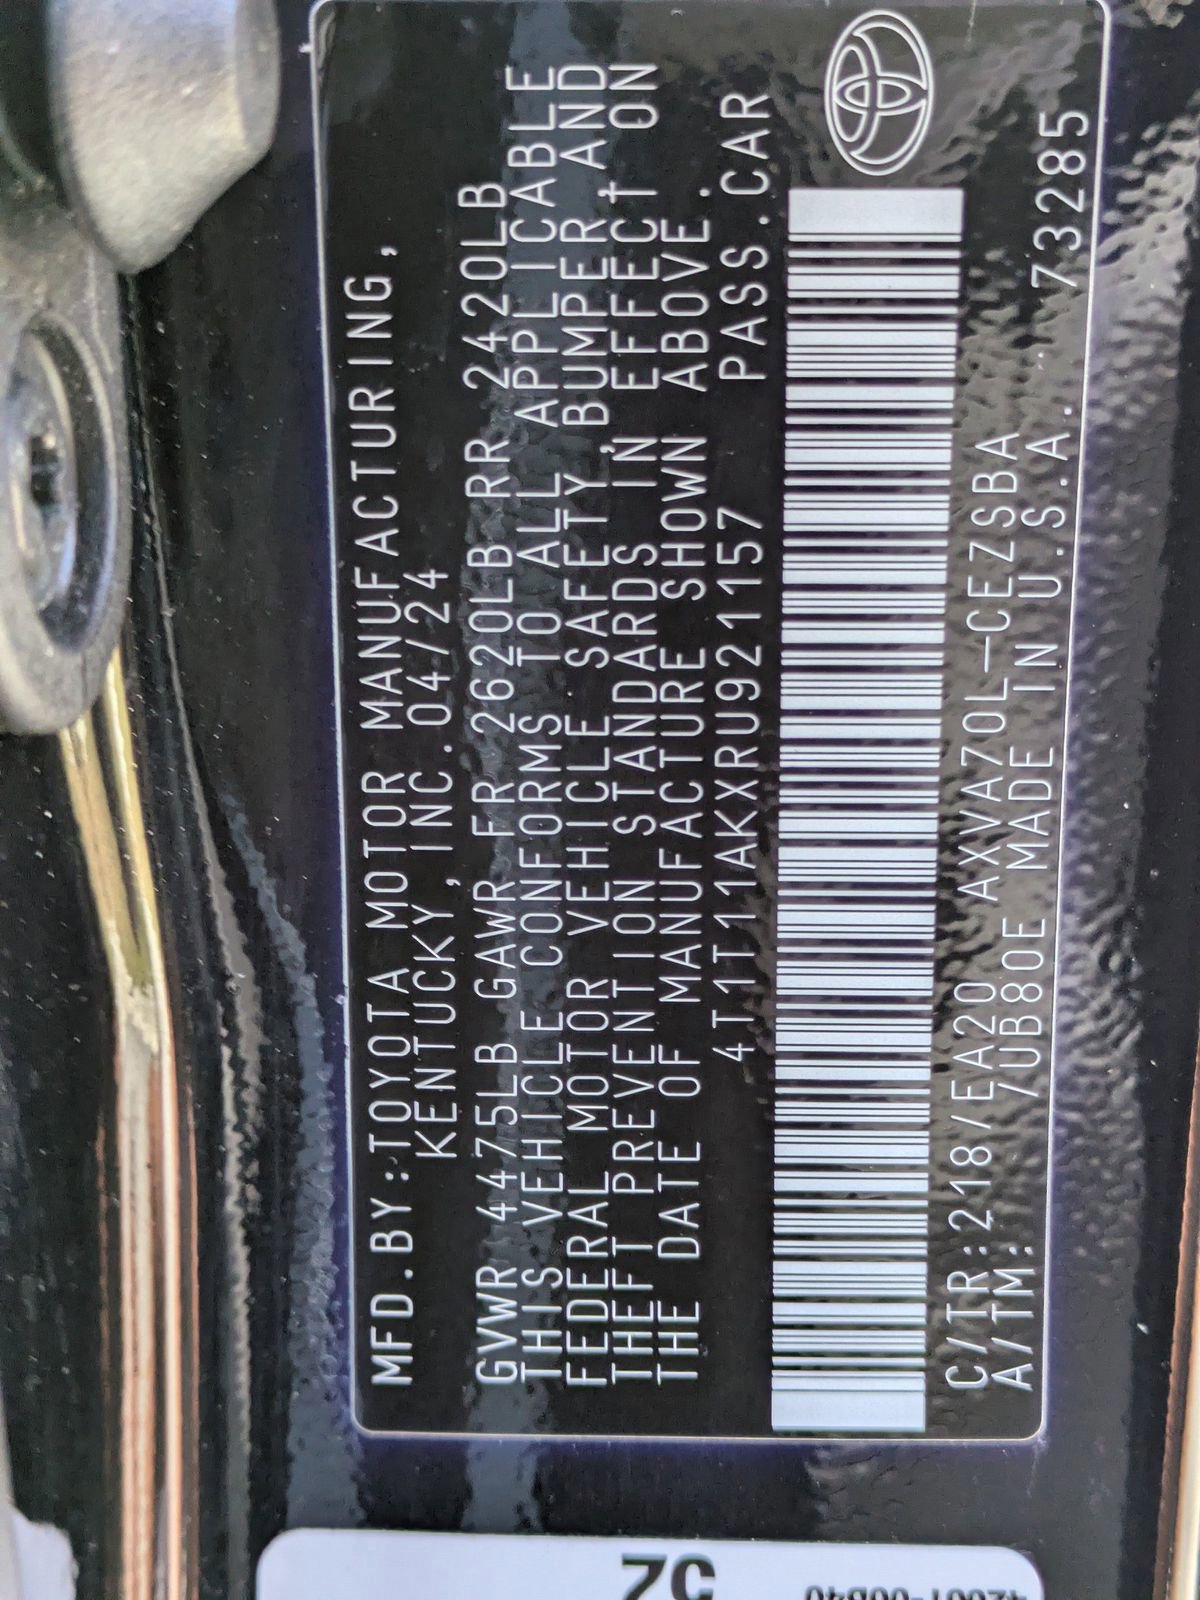 MFD.BY:TOYOTA MOTOR MANUFACTURING,
KENTUCKY, INC.04/24
GVWR 4475LB GAWR FR 2620LB RR 2420LB
THIS VEHICLE CONFORMS TO ALL APPLICABLE
FEDERAL MOTOR VEHICLE SAFETY, BUMPER, AND
THEFT PREVENTION STANDARDS IN EFFECT ON
THE DATE OF MANUFACTURE SHOWN ABOVE.
4T1T11AKXRU921157 PASS.CAR
C/TR:218/EA20 AXVA70L-CEZSBA
A/TM: /UB80E MADE IN U.S.A. 73285